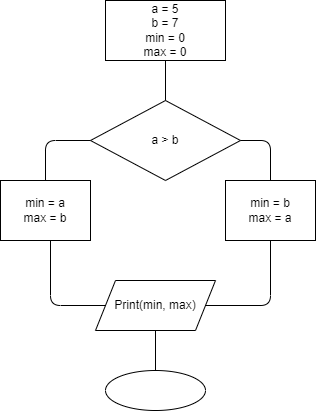 a = 5
b = 7
min = 0
max = 0
a > b
min = a
max = b
min = b
max = a
Print(min, max)